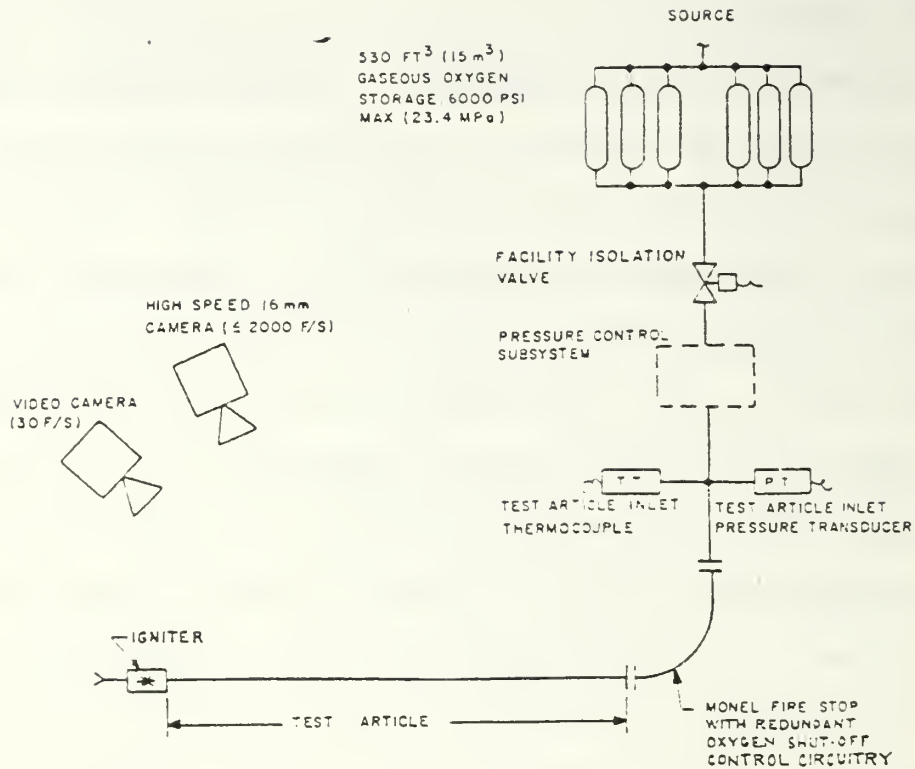 SOURCE
530 FT³ (15 m³)
GASEOUS OXYGEN
STORAGE, 6000 PSI
MAX (23.4 MPa)
FACILITY ISOLATION
VALVE
HIGH SPEED 16 mm
CAMERA (≤ 2000 F/S)
PRESSURE CONTROL
SUBSYSTEM
VIDEO CAMERA
(30 F/S)
T T
P T
TEST ARTICLE INLET
THERMOCOUPLE
TEST ARTICLE INLET
PRESSURE TRANSDUCER
IGNITER
TEST ARTICLE
MONEL FIRE STOP
WITH REDUNDANT
OXYGEN SHUT-OFF
CONTROL CIRCUITRY